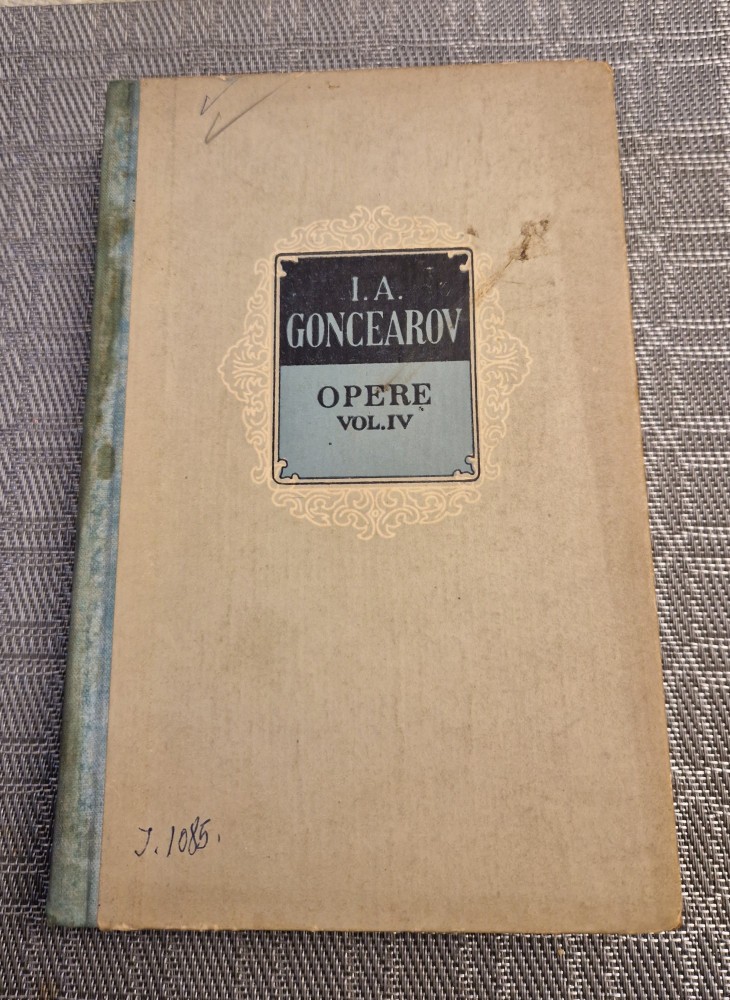 I. A.
GONCEAROV
OPERE
VOL.IV
J. 1085.